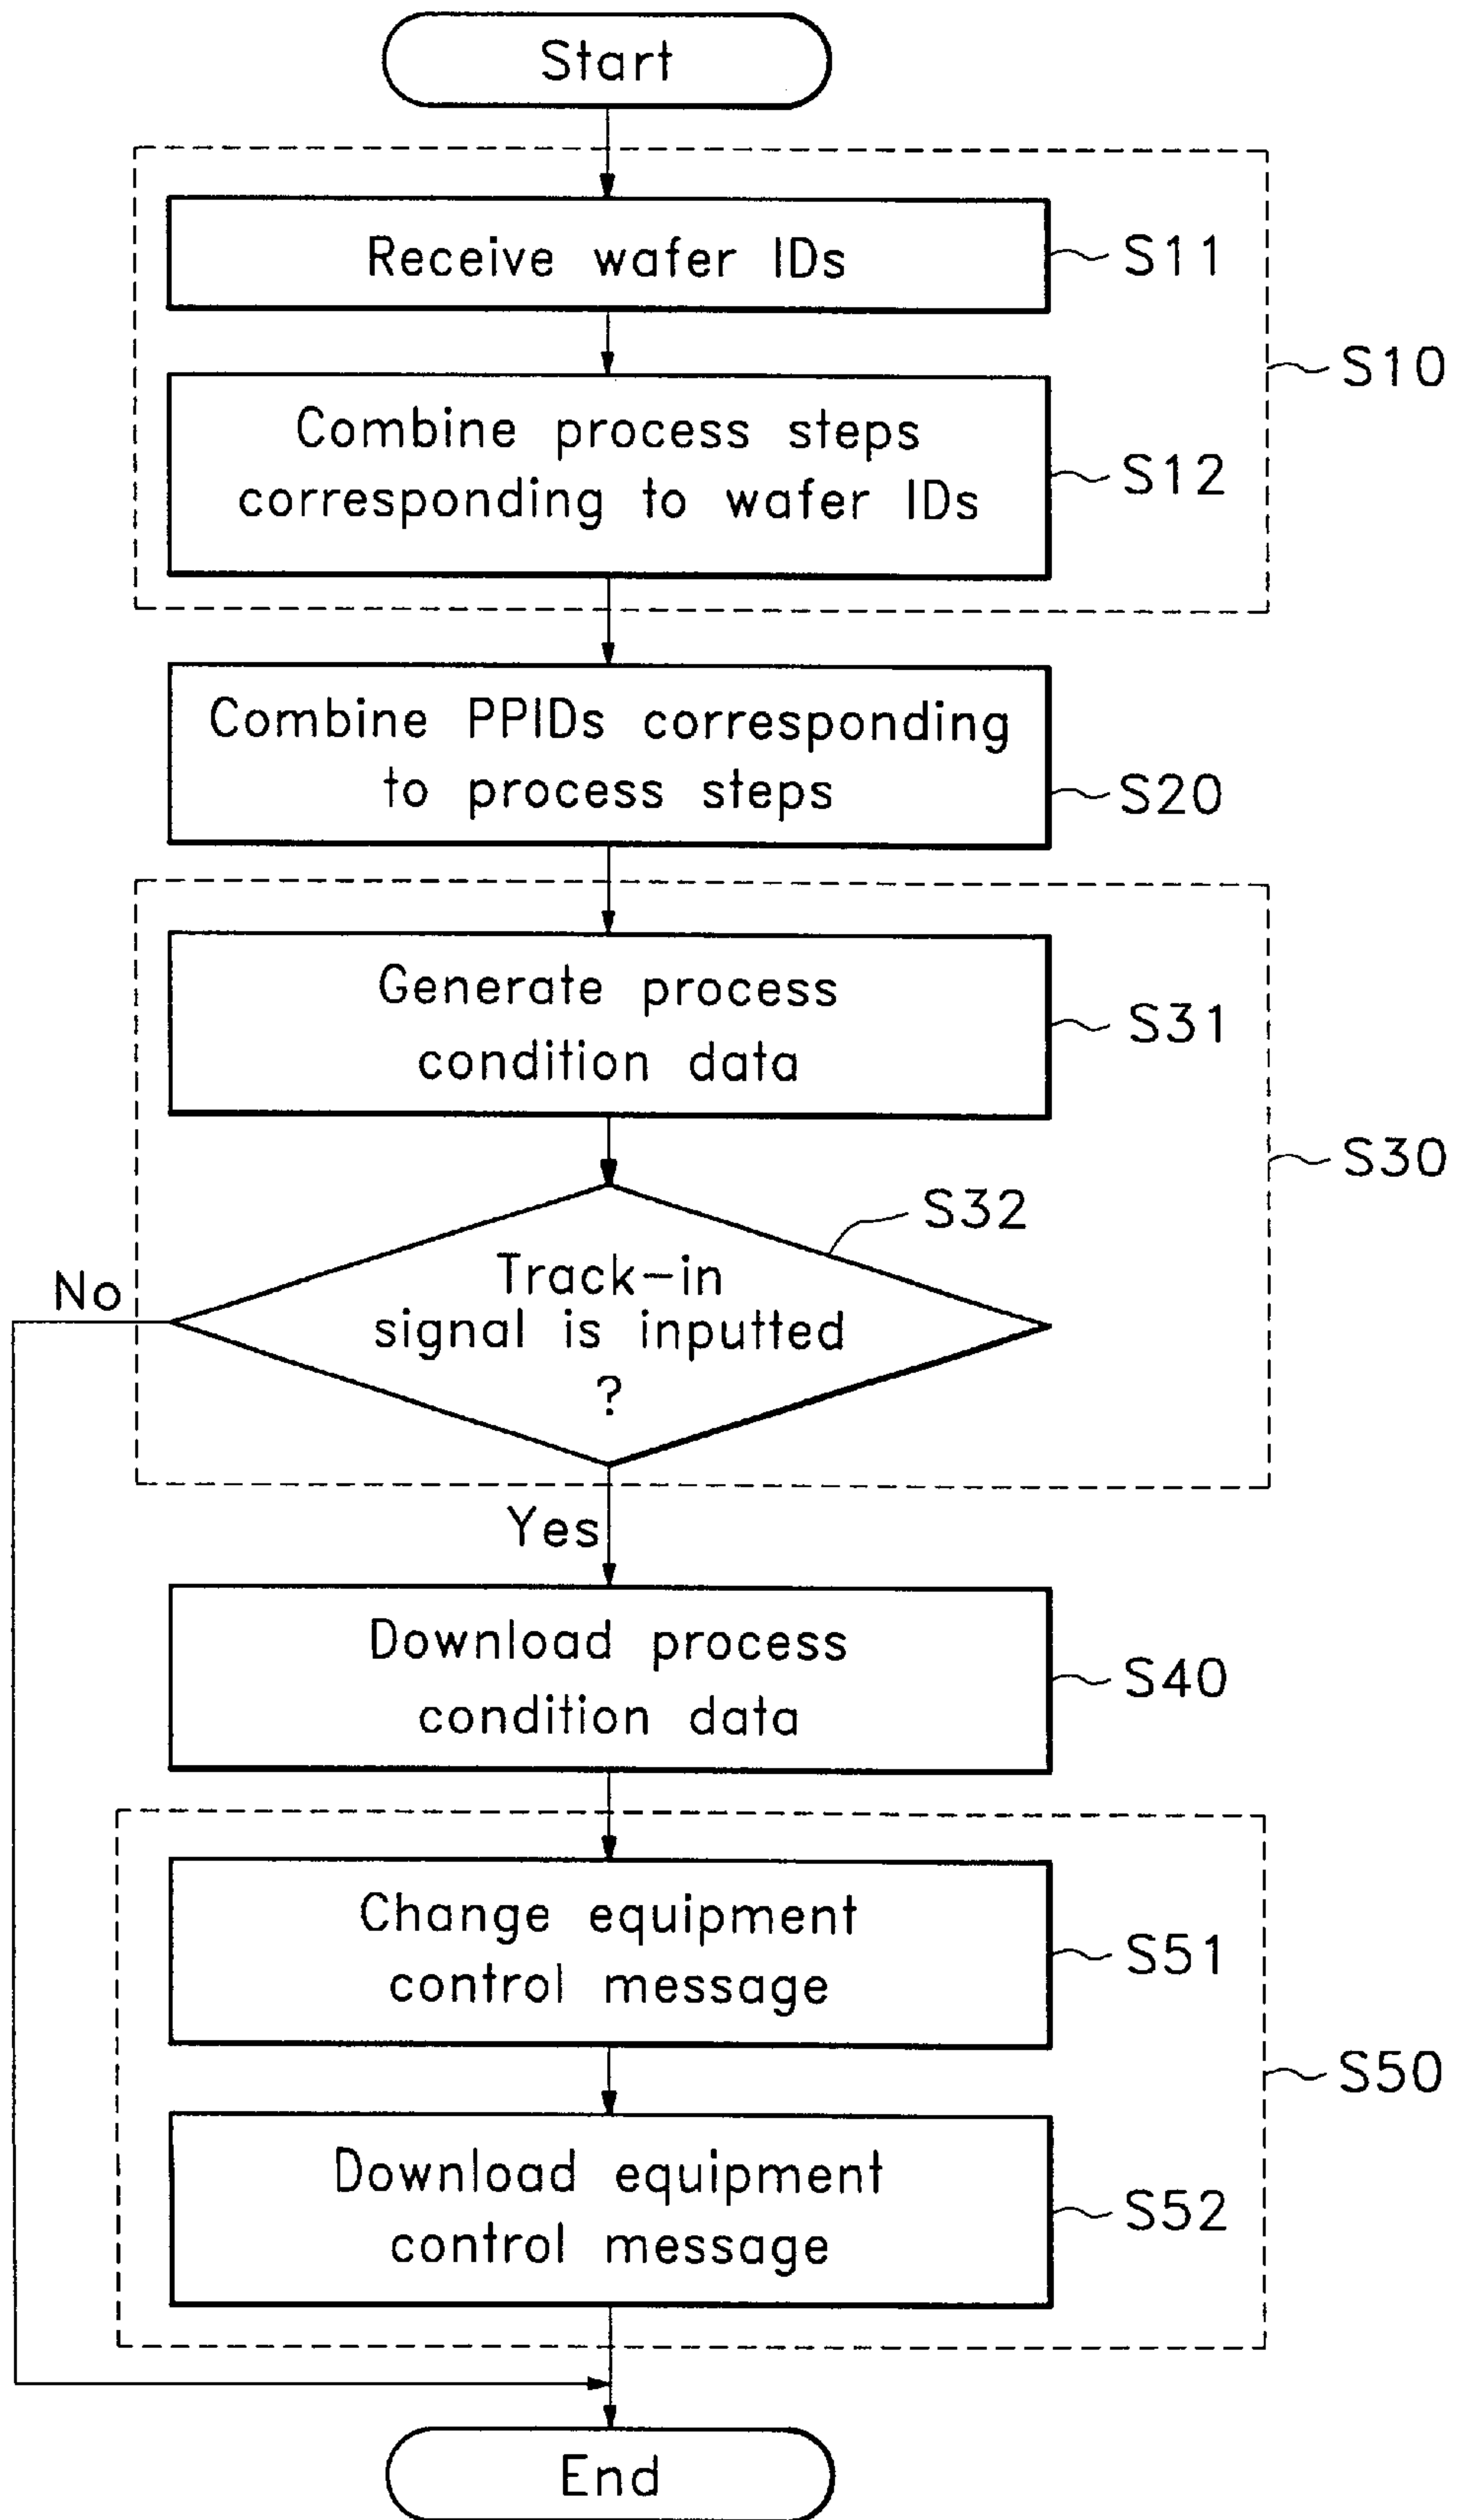 Start
Receive wafer IDs
S11
S10
Combine process steps
corresponding to wafer IDs
S12
Combine PPIDs corresponding
to process steps
S20
Generate process
condition data
S31
S30
S32
Track-in
signal is inputted
?
No
Yes
Download process
condition data
S40
Change equipment
control message
S51
S50
Download equipment
control message
S52
End